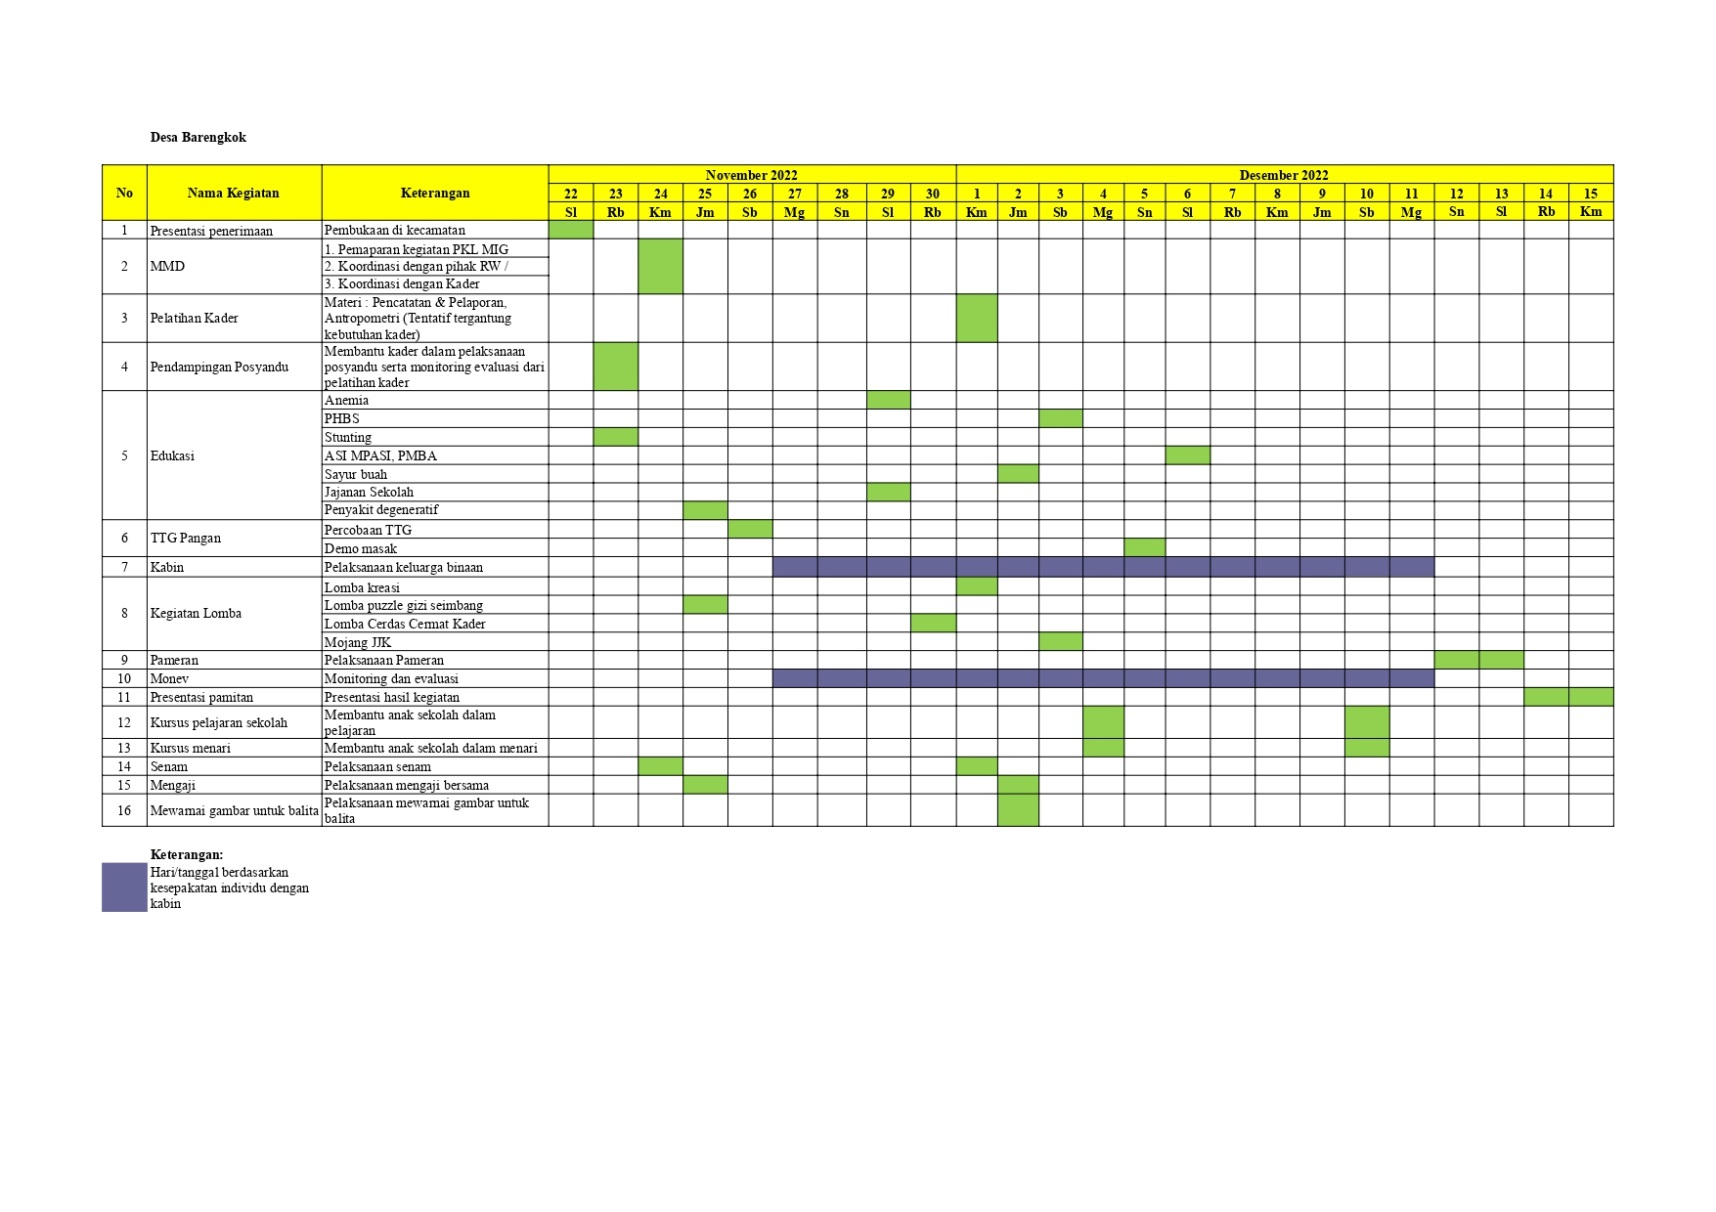 Desa Barengkok
No Nama Kegiatan Keterangan November 2022 Desember 2022
22 23 24 25 26 27 28 29 30 1 2 3 4 5 6 7 8 9 10 11 12 13 14 15
Sl Rb Km Jm Sb Mg Sn Sl Rb Km Jm Sb Mg Sn Sl Rb Km Jm Sb Mg Sn Sl Rb Km
1 Presentasi penerimaan Pembukaan di kecamatan
2 MMD 1. Pemaparan kegiatan PKL MIG
2. Koordinasi dengan pihak RW /
3. Koordinasi dengan Kader
3 Pelatihan Kader Materi : Pencatatan & Pelaporan,
Antropometri (Tentatif tergantung
kebutuhan kader)
4 Pendampingan Posyandu Membantu kader dalam pelaksanaan
posyandu serta monitoring evaluasi dari
pelatihan kader
5 Edukasi Anemia
PHBS
Stunting
ASI MPASI, PMBA
Sayur buah
Jajanan Sekolah
Penyakit degeneratif
6 TTG Pangan Percobaan TTG
Demo masak
7 Kabin Pelaksanaan keluarga binaan
8 Kegiatan Lomba Lomba kreasi
Lomba puzzle gizi seimbang
Lomba Cerdas Cermat Kader
Mojang JJK
9 Pameran Pelaksanaan Pameran
10 Monev Monitoring dan evaluasi
11 Presentasi pamitan Presentasi hasil kegiatan
12 Kursus pelajaran sekolah Membantu anak sekolah dalam
pelajaran
13 Kursus menari Membantu anak sekolah dalam menari
14 Senam Pelaksanaan senam
15 Mengaji Pelaksanaan mengaji bersama
16 Mewarnai gambar untuk balita Pelaksanaan mewarnai gambar untuk
balita
Keterangan:
Hari/tanggal berdasarkan
kesepakatan individu dengan
kabin